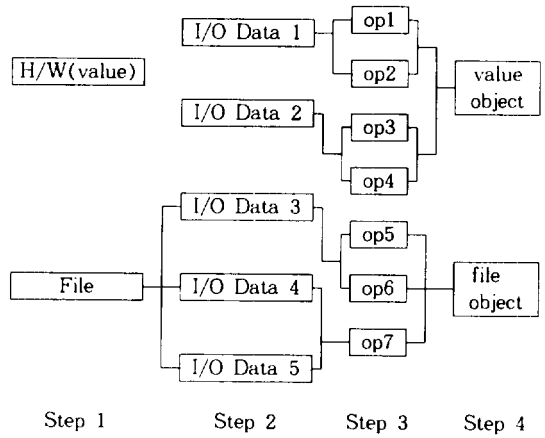 I/O Data 1
op1
op2
H/W(value)
value
object
I/O Data 2
op3
op4
I/O Data 3
op5
File
I/O Data 4
op6
file
object
op7
I/O Data 5
Step 1
Step 2
Step 3
Step 4